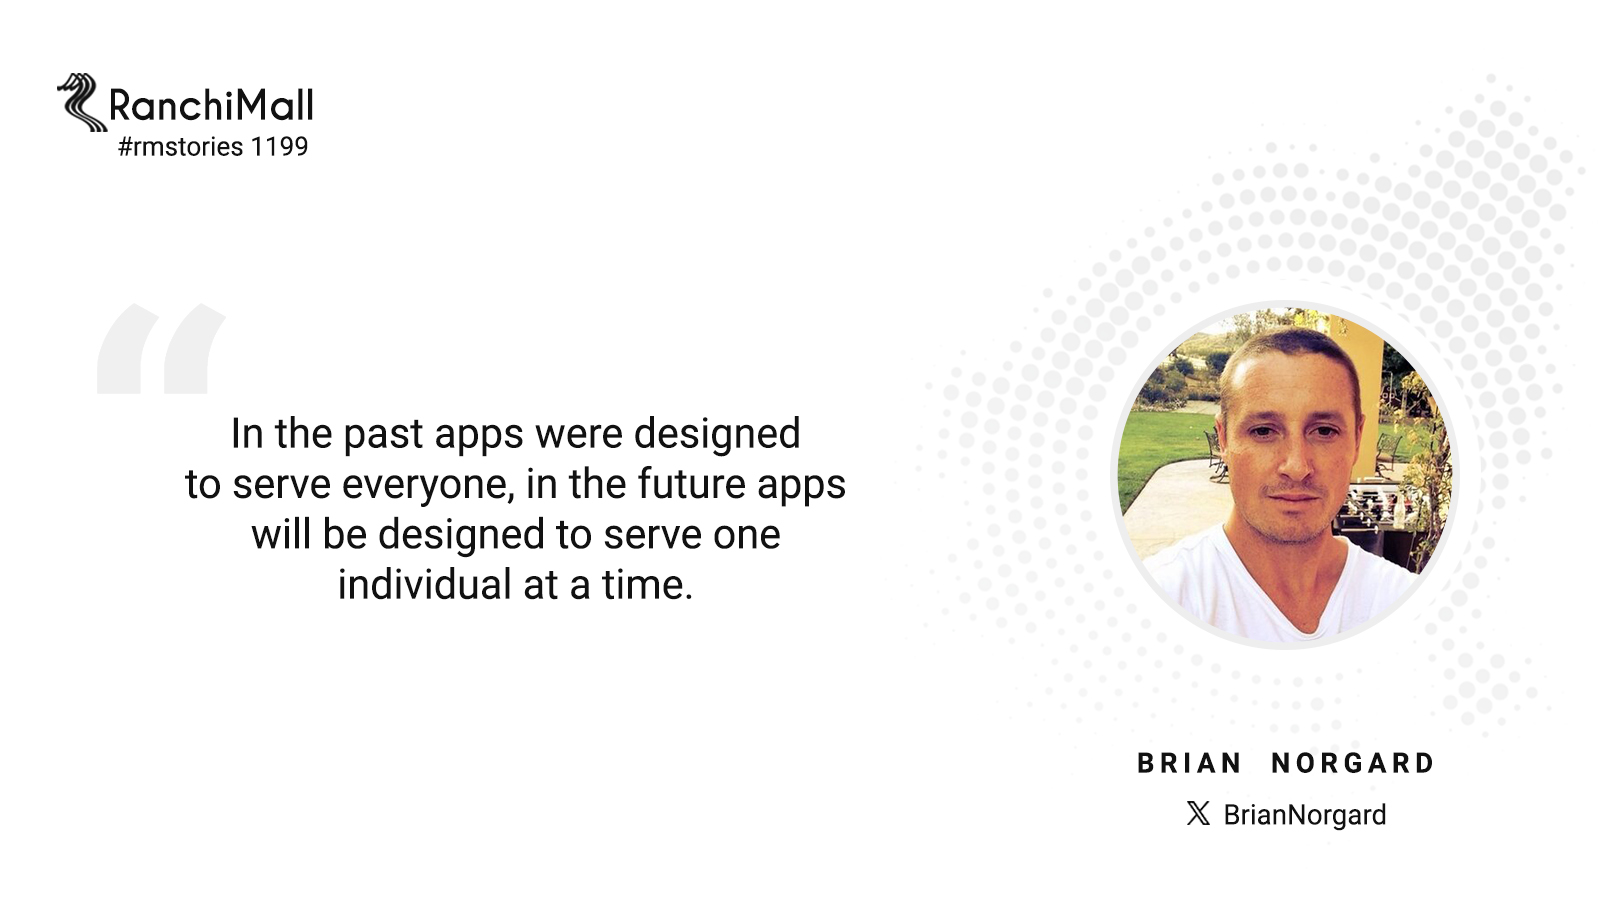 RanchiMall
#rmstories 1199
“
In the past apps were designed
to serve everyone, in the future apps
will be designed to serve one
individual at a time.
BRIAN NORGARD
X BrianNorgard